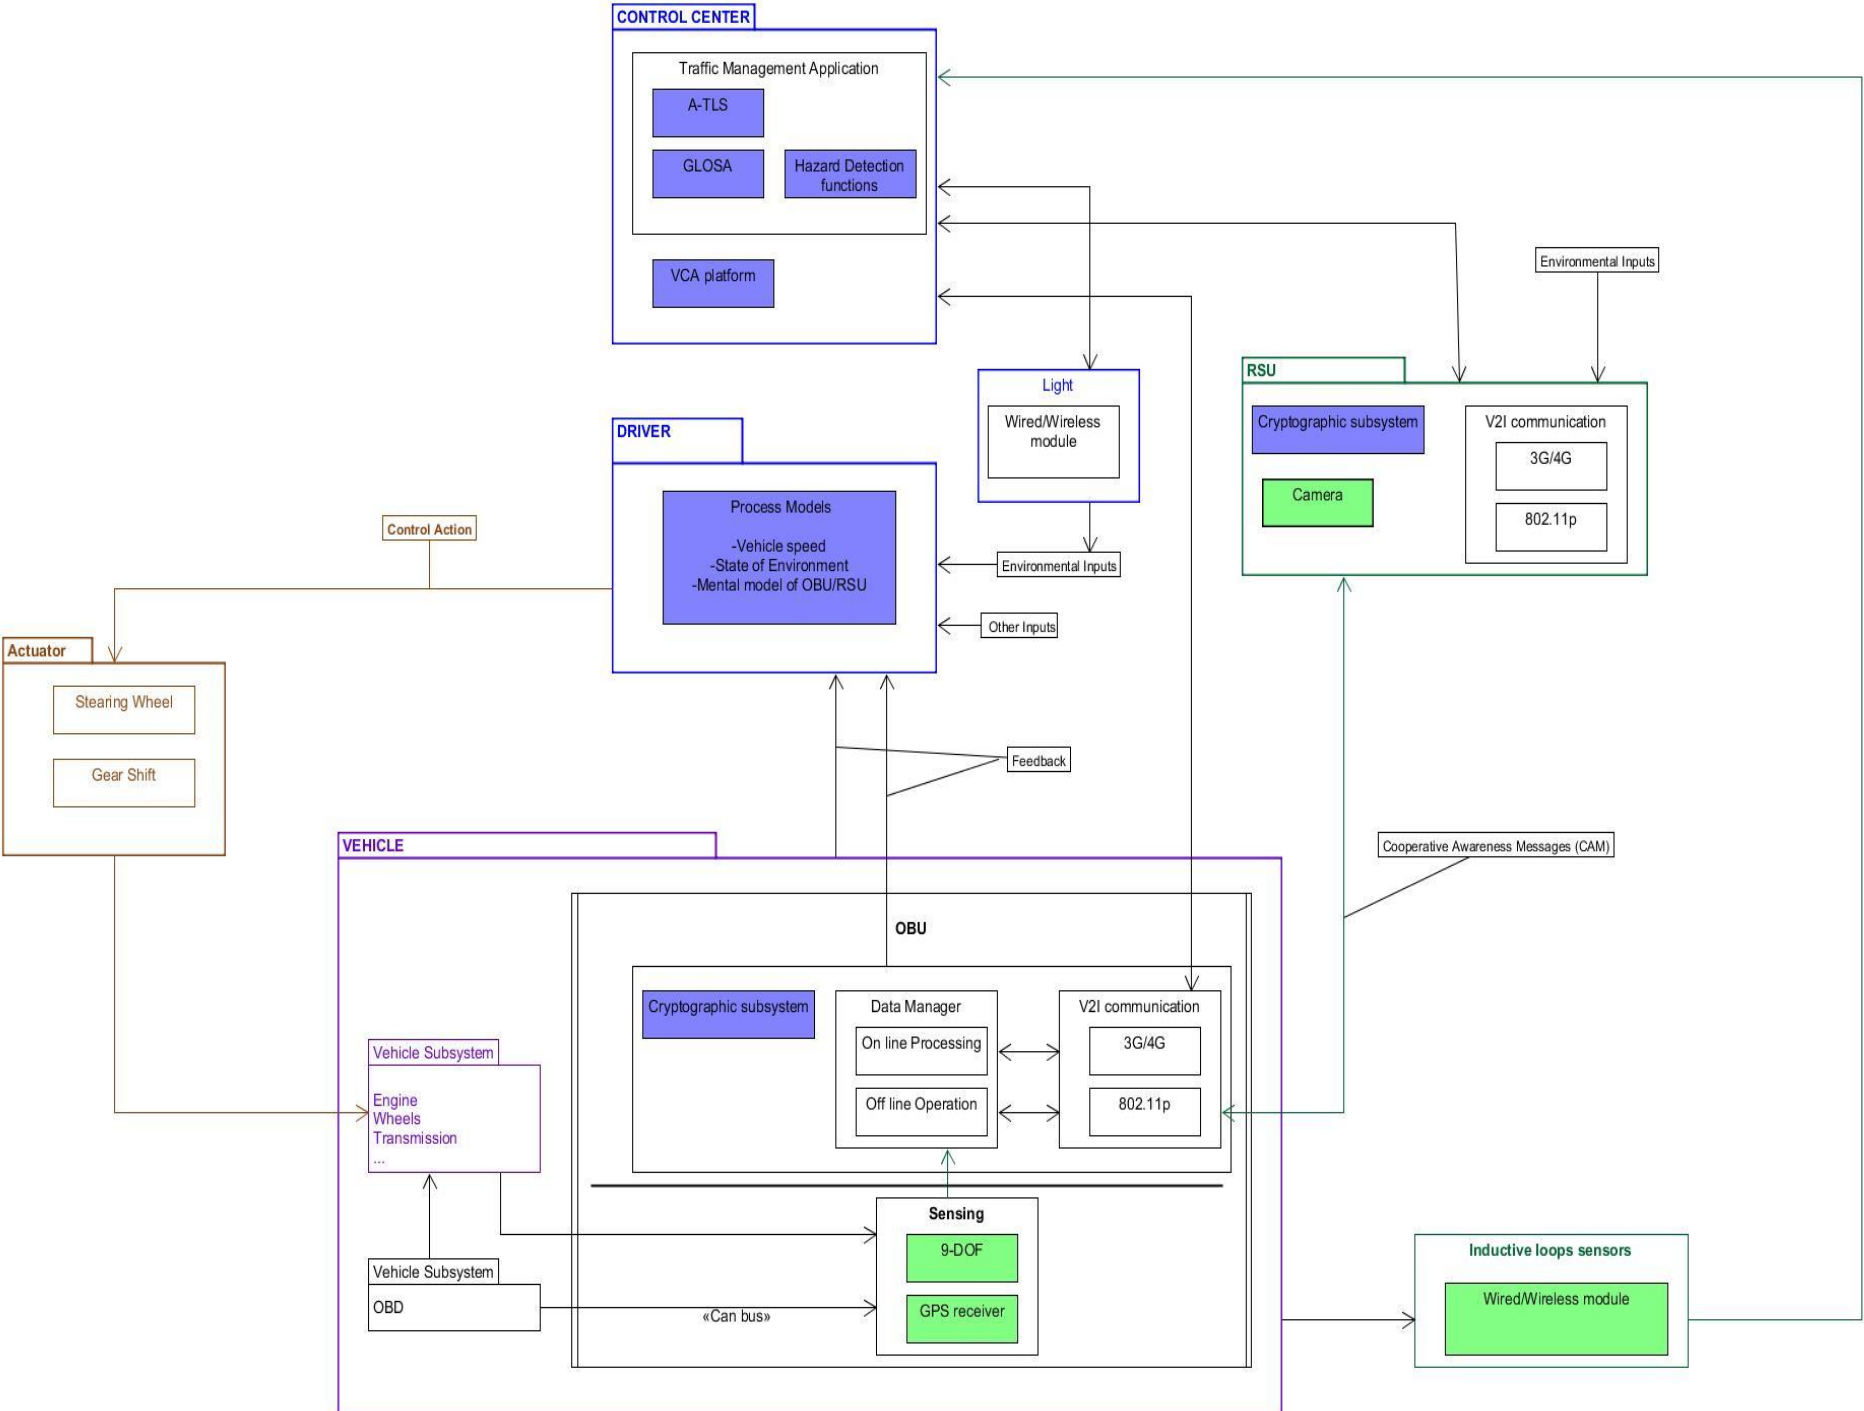 CONTROL CENTER
Traffic Management Application
A-TLS
GLOSA
Hazard Detection
functions
VCA platform
Environmental Inputs
Light
Wired/Wireless
module
RSU
Cryptographic subsystem
Camera
V2I communication
3G/4G
802.11p
DRIVER
Process Models
-Vehicle speed
-State of Environment
-Mental model of OBU/RSU
Environmental Inputs
Other Inputs
Control Action
Actuator
Stearing Wheel
Gear Shift
Feedback
Cooperative Awareness Messages (CAM)
VEHICLE
OBU
Cryptographic subsystem
Data Manager
On line Processing
Off line Operation
V2I communication
3G/4G
802.11p
Vehicle Subsystem
Engine
Wheels
Transmission
...
Vehicle Subsystem
OBD
«Can bus»
Sensing
9-DOF
GPS receiver
Inductive loops sensors
Wired/Wireless module